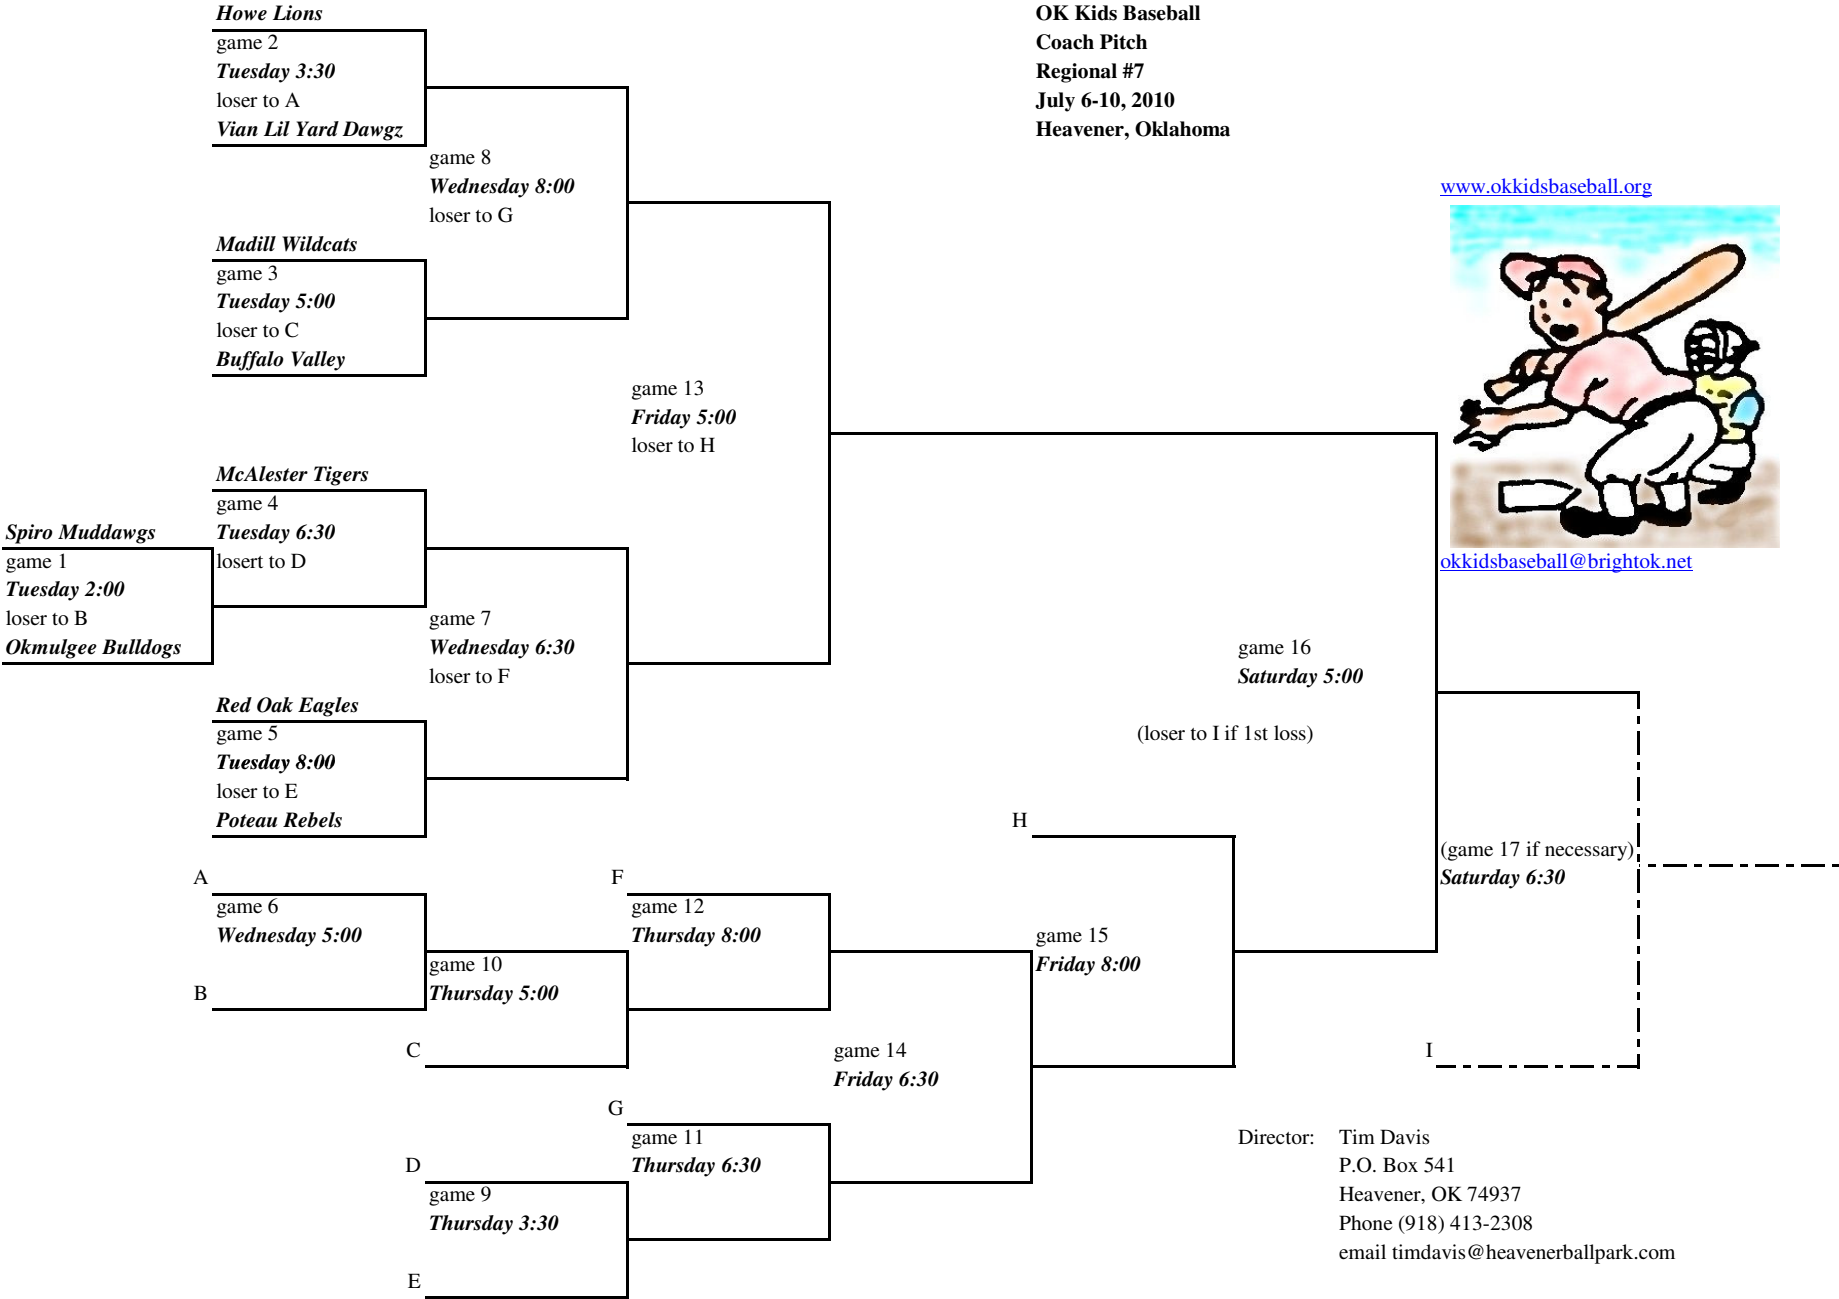 Howe Lions
game 2
Tuesday 3:30
loser to A
Vian Lil Yard Dawgz
OK Kids Baseball
Coach Pitch
Regional #7
July 6-10, 2010
Heavener, Oklahoma
game 8
Wednesday 8:00
loser to G
www.okkidsbaseball.org
Madill Wildcats
game 3
Tuesday 5:00
loser to C
Buffalo Valley
game 13
Friday 5:00
loser to H
McAlester Tigers
game 4
Tuesday 6:30
losert to D
Spiro Muddawgs
game 1
Tuesday 2:00
loser to B
Okmulgee Bulldogs
okkidsbaseball@brightok.net
game 7
Wednesday 6:30
loser to F
game 16
Saturday 5:00
(loser to I if 1st loss)
Red Oak Eagles
game 5
Tuesday 8:00
loser to E
Poteau Rebels
H
(game 17 if necessary)
Saturday 6:30
A
game 6
Wednesday 5:00
B
F
game 12
Thursday 8:00
game 10
Thursday 5:00
C
game 15
Friday 8:00
game 14
Friday 6:30
I
G
game 11
Thursday 6:30
D
game 9
Thursday 3:30
E
Director: Tim Davis
P.O. Box 541
Heavener, OK 74937
Phone (918) 413-2308
email timdavis@heavenerballpark.com